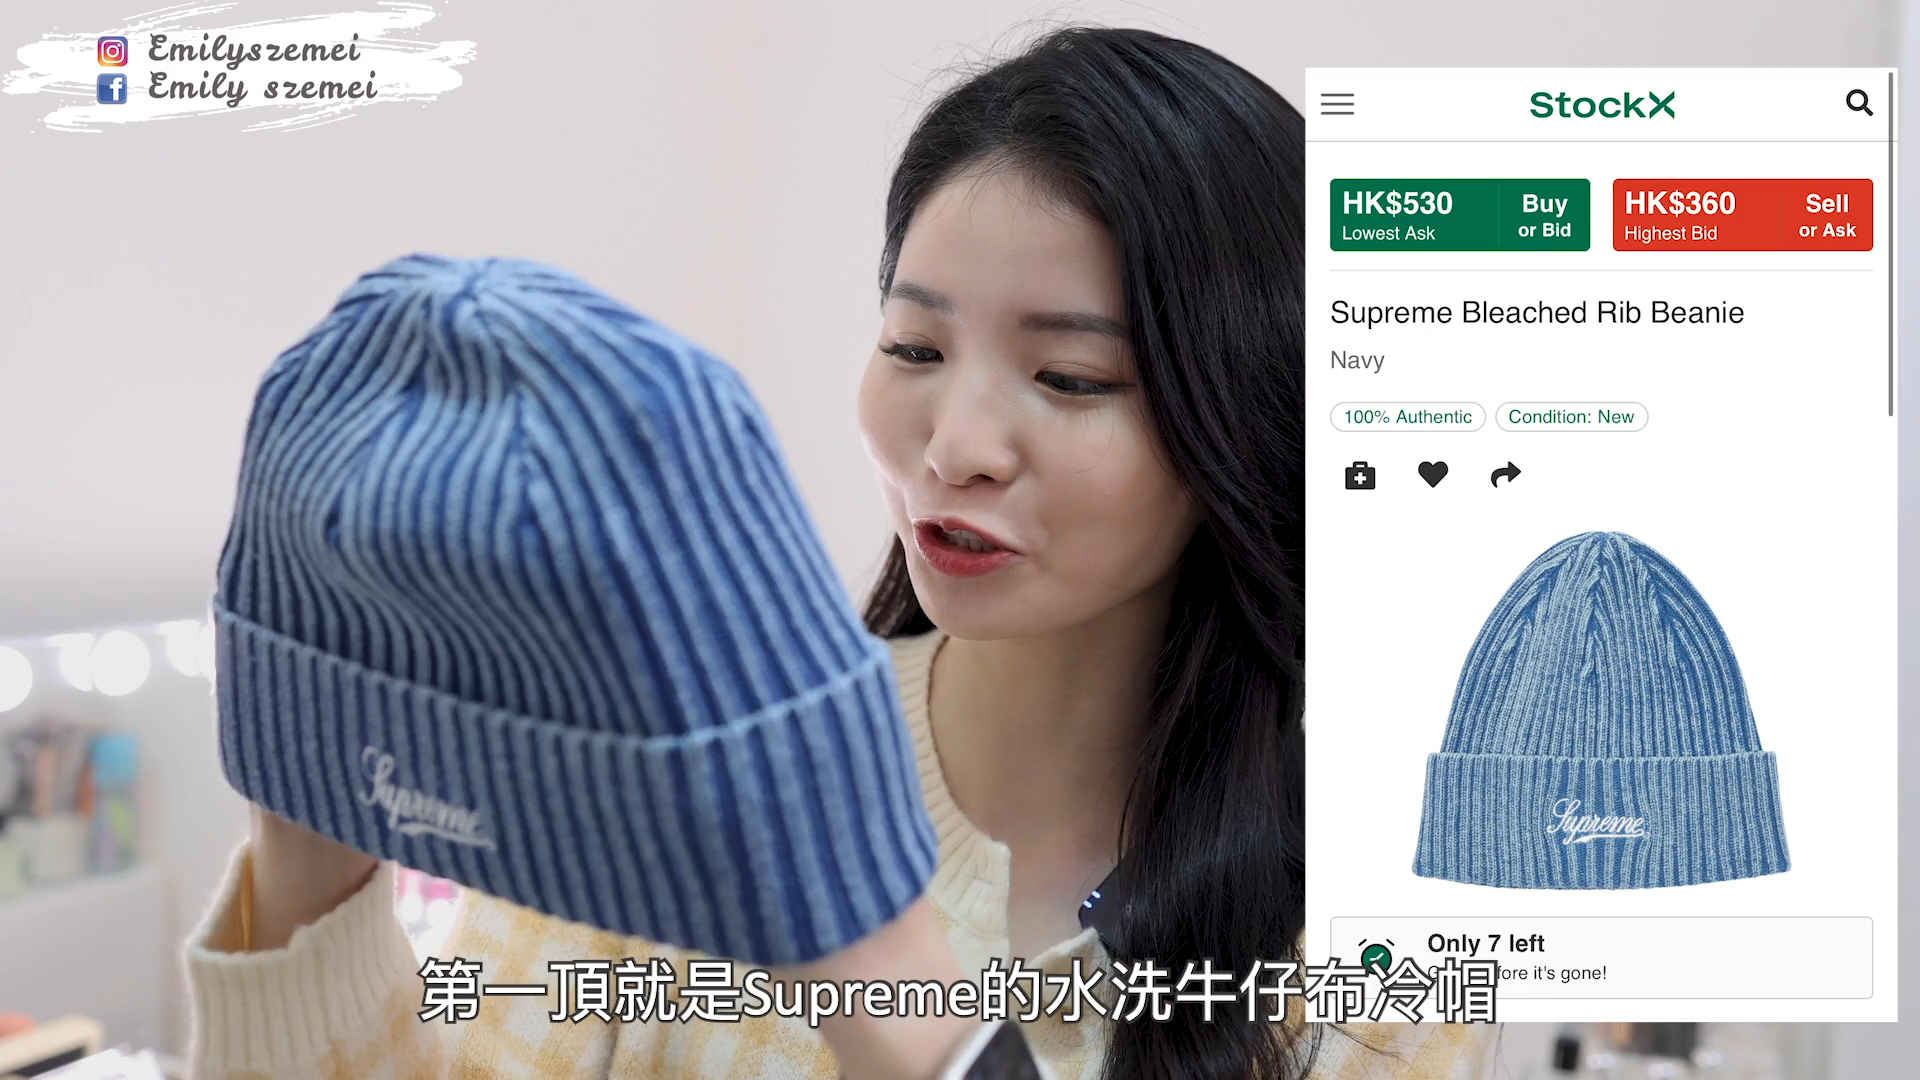 Emilyszemei
Emily szemei
StockX
HK$530
Lowest Ask
Buy
or Bid
HK$360
Highest Bid
Sell
or Ask
Supreme Bleached Rib Beanie
Navy
100% Authentic
Condition: New
Supreme
Supreme
Only 7 left
fore it's gone!
第一頂就是Supreme的水洗牛仔布冷帽